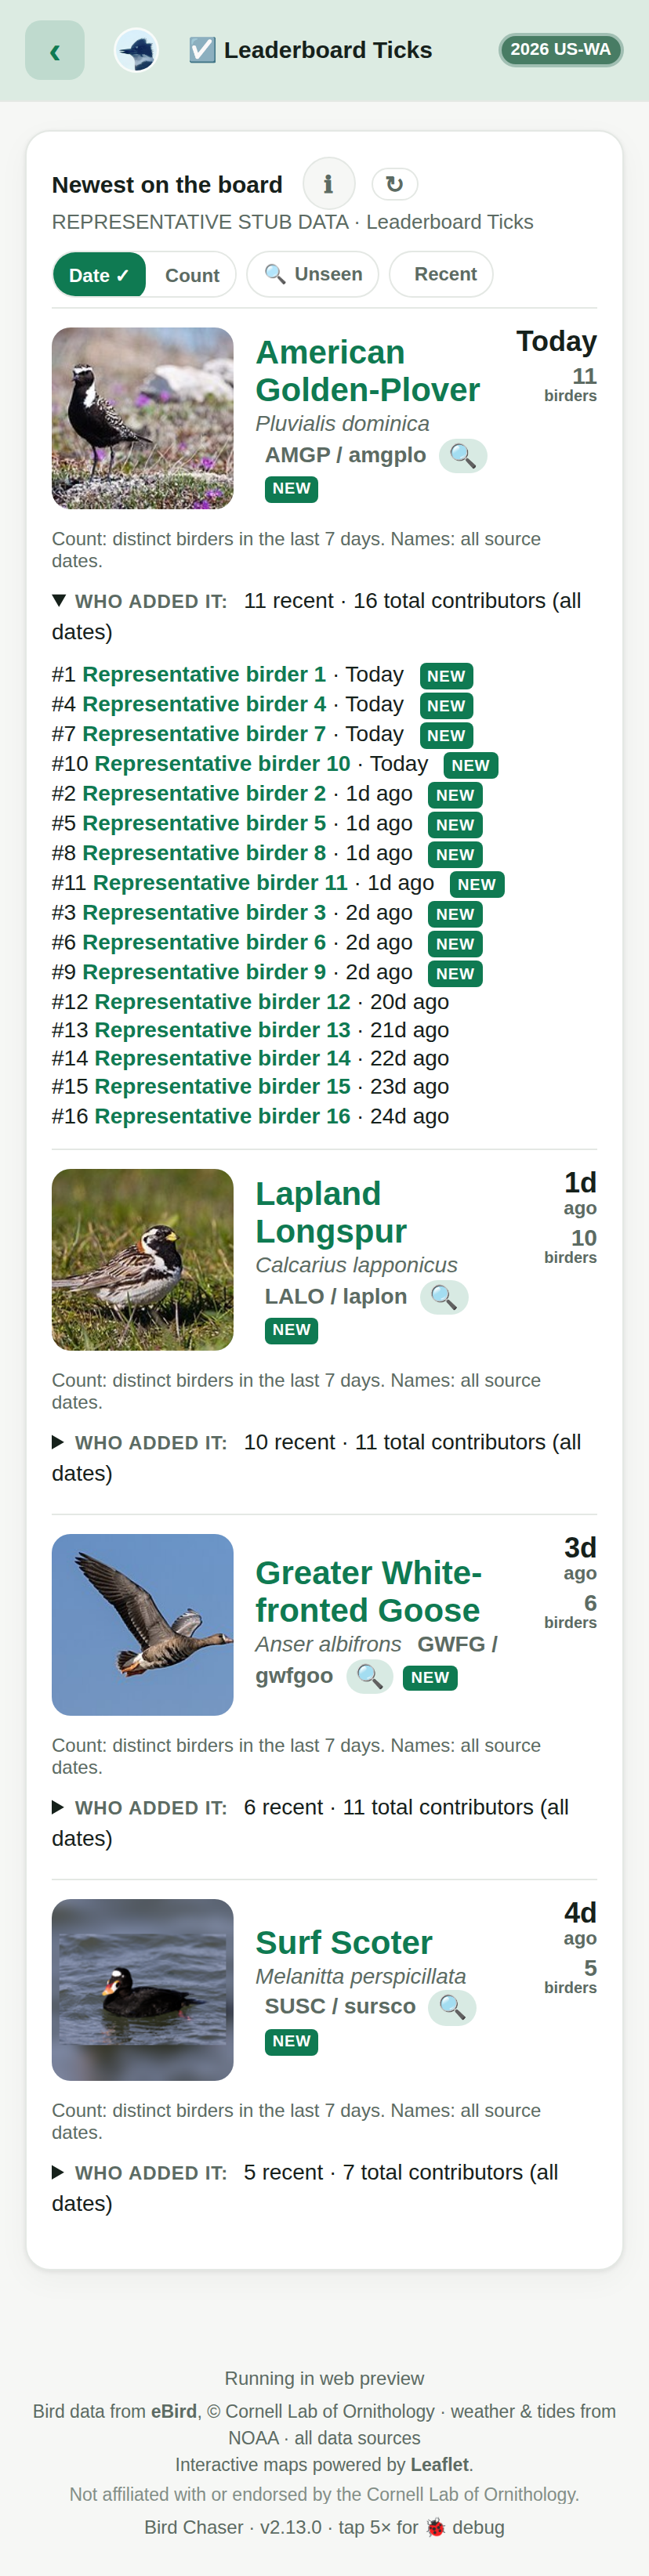 ‹ ☑️ Leaderboard Ticks 2026 US-WA
Newest on the board ℹ ↻
REPRESENTATIVE STUB DATA · Leaderboard Ticks
Date ✓ Count 🔍 Unseen Recent
American
Golden-Plover
Pluvialis dominica
AMGP / amgplo 🔍
NEW
Today
11
birders
Count: distinct birders in the last 7 days. Names: all source
dates.
▼ WHO ADDED IT: 11 recent · 16 total contributors (all
dates)
#1 Representative birder 1 · Today NEW
#4 Representative birder 4 · Today NEW
#7 Representative birder 7 · Today NEW
#10 Representative birder 10 · Today NEW
#2 Representative birder 2 · 1d ago NEW
#5 Representative birder 5 · 1d ago NEW
#8 Representative birder 8 · 1d ago NEW
#11 Representative birder 11 · 1d ago NEW
#3 Representative birder 3 · 2d ago NEW
#6 Representative birder 6 · 2d ago NEW
#9 Representative birder 9 · 2d ago NEW
#12 Representative birder 12 · 20d ago
#13 Representative birder 13 · 21d ago
#14 Representative birder 14 · 22d ago
#15 Representative birder 15 · 23d ago
#16 Representative birder 16 · 24d ago
Lapland
Longspur
Calcarius lapponicus
LALO / laplon 🔍
NEW
1d
ago
10
birders
Count: distinct birders in the last 7 days. Names: all source
dates.
▶ WHO ADDED IT: 10 recent · 11 total contributors (all
dates)
Greater White-
fronted Goose
Anser albifrons GWFG /
gwfgoo 🔍 NEW
3d
ago
6
birders
Count: distinct birders in the last 7 days. Names: all source
dates.
▶ WHO ADDED IT: 6 recent · 11 total contributors (all
dates)
Surf Scoter
Melanitta perspicillata
SUSC / sursco 🔍
NEW
4d
ago
5
birders
Count: distinct birders in the last 7 days. Names: all source
dates.
▶ WHO ADDED IT: 5 recent · 7 total contributors (all
dates)
Running in web preview
Bird data from eBird, © Cornell Lab of Ornithology · weather & tides from
NOAA · all data sources
Interactive maps powered by Leaflet.
Not affiliated with or endorsed by the Cornell Lab of Ornithology.
Bird Chaser · v2.13.0 · tap 5× for 🐞 debug